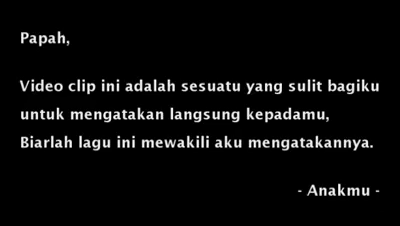 Papah,
Video clip ini adalah sesuatu yang sulit bagiku
untuk mengatakan langsung kepadamu,
Biarlah lagu ini mewakili aku mengatakannya.
- Anakmu -